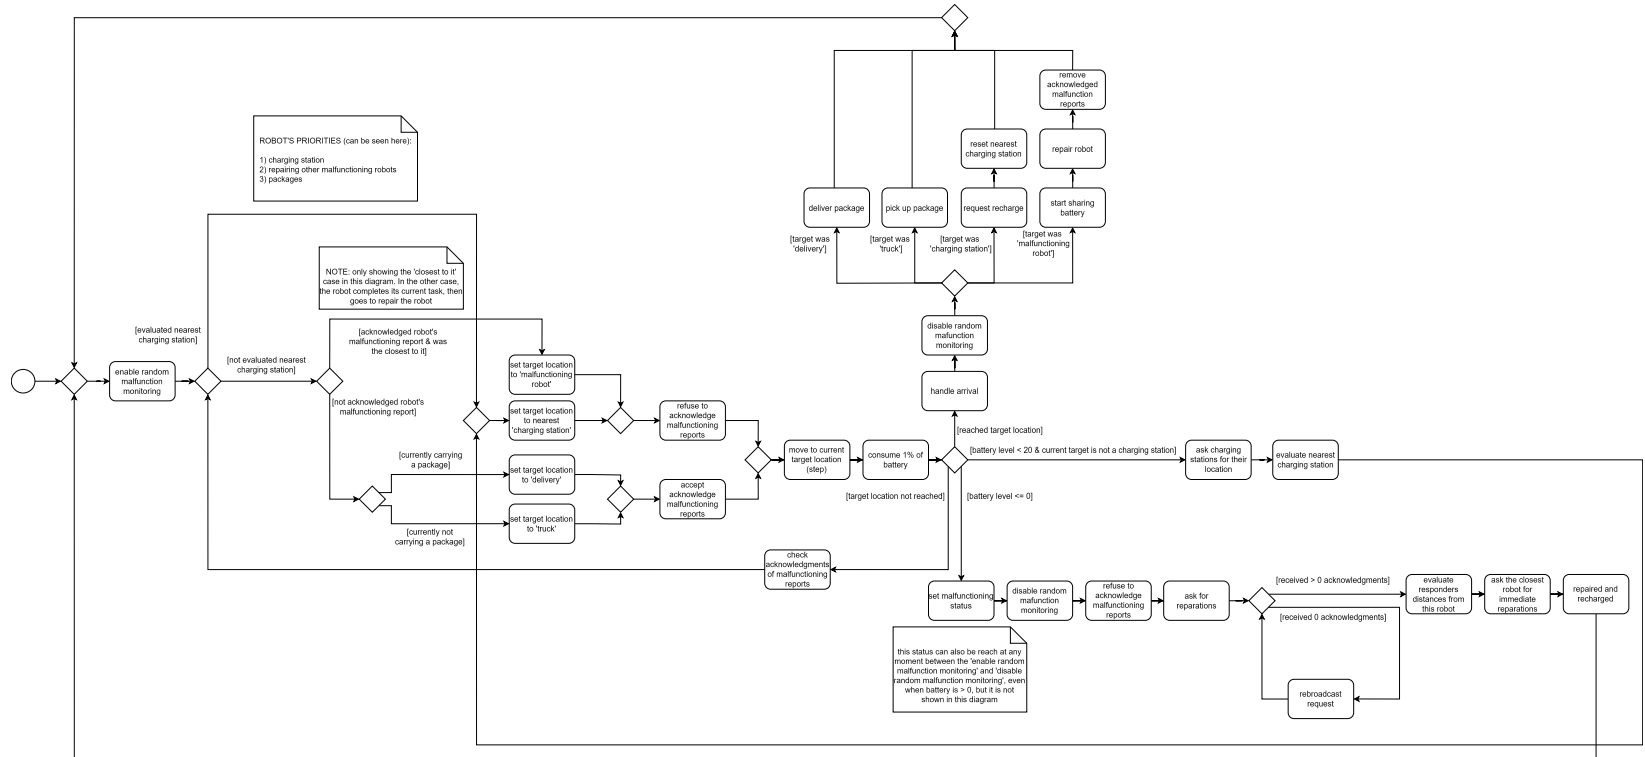 remove
acknowledged
malfunction
reports
ROBOT'S PRIORITIES (can be seen here):
1) charging station
2) repairing other malfunctioning robots
3) packages
reset nearest
charging station
repair robot
deliver package
pick up package
request recharge
start sharing
battery
[target was
'delivery']
[target was
'truck']
[target was
'charging station']
[target was
'malfunctioning
robot']
NOTE: only showing the 'closest to it'
case in this diagram. In the other case,
the robot completes its current task, then
goes to repair the robot
[evaluated nearest
charging station]
[acknowledged robot's
malfunctioning report & was
the closest to it]
disable random
mafunction
monitoring
enable random
malfunction
monitoring
[not evaluated nearest
charging station]
set target location
to 'malfunctioning
robot'
handle arrival
[not acknowledged robot's
malfunctioning report]
set target location
to nearest
'charging station'
refuse to
acknowledge
malfunctioning
reports
[reached target location]
[currently carrying
a package]
set target location
to 'delivery'
move to current
target location
(step)
consume 1% of
battery
[battery level < 20 & current target is not a charging station]
ask charging
stations for their
location
evaluate nearest
charging station
accept
acknowledge
malfunctioning
reports
[target location not reached]
[battery level <= 0]
set target location
to 'truck'
[currently not
carrying a package]
check
acknowledgments
of malfunctioning
reports
set malfunctioning
status
disable random
mafunction
monitoring
refuse to
acknowledge
malfunctioning
reports
ask for
reparations
[received > 0 acknowledgments]
[received 0 acknowledgments]
evaluate
responders
distances from
this robot
ask the closest
robot for
immediate
reparations
repaired and
recharged
this status can also be reach at any
moment between the 'enable random
malfunction monitoring' and 'disable
random malfunction monitoring', even
when battery is > 0, but it is not
shown in this diagram
rebroadcast
request